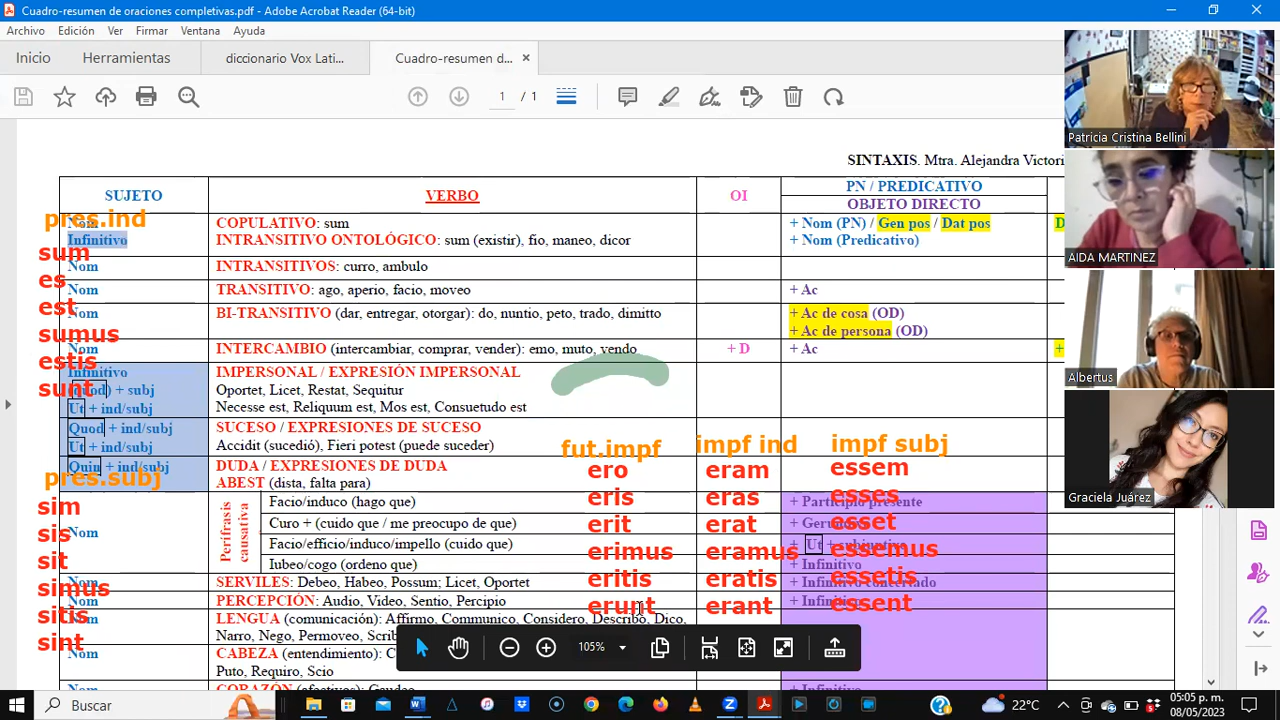 Cuadro-resumen de oraciones completivas.pdf - Adobe Acrobat Reader (64-bit)
Archivo Edición Ver Firmar Ventana Ayuda
Inicio Herramientas diccionario Vox Lati... Cuadro-resumen d... ×
1 / 1
SINTAXIS. Mtra. Alejandra Victori
SUJETO VERBO OI PN / PREDICATIVO
OBJETO DIRECTO
Nom COPULATIVO: sum + Nom (PN) / Gen pos / Dat pos D
Infinitivo INTRANSITIVO ONTOLÓGICO: sum (existir), fio, maneo, dicor + Nom (Predicativo)
Nom INTRANSITIVOS: curro, ambulo
Nom TRANSITIVO: ago, aperio, facio, moveo + Ac
Nom BI-TRANSITIVO (dar, entregar, otorgar): do, nuntio, peto, trado, dimitto + Ac de cosa (OD)
+ Ac de persona (OD)
Nom INTERCAMBIO (intercambiar, comprar, vender): emo, muto, vendo + D + Ac +
Infinitivo IMPERSONAL / EXPRESIÓN IMPERSONAL
(quod) + subj Oportet, Licet, Restat, Sequitur
Ut + ind/subj Necesse est, Reliquum est, Mos est, Consuetudo est
Quod + ind/subj SUCESO / EXPRESIONES DE SUCESO
Ut + ind/subj Accidit (sucedió), Fieri potest (puede suceder)
Quin + ind/subj DUDA / EXPRESIONES DE DUDA
ABEST (dista, falta para)
Nom Perífrasis causativa
Facio/induco (hago que) + Participio presente
Curo + (cuido que / me preocupo de que)
Facio/efficio/induco/impello (cuido que) + Ut + subjuntivo
Iubeo/cogo (ordeno que) + Infinitivo
Nom SERVILES: Debeo, Habeo, Possum; Licet, Oportet + Infinitivo concertado
Nom PERCEPCIÓN: Audio, Video, Sentio, Percipio + Infinitivo
Nom LENGUA (comunicación): Affirmo, Communico, Considero, Describo, Dico,
Narro, Nego, Permoveo, Scrib
Nom CABEZA (entendimiento): C
Puto, Requiro, Scio
Nom CORAZÓN (afectivos): Gaudeo + Infinitivo
pres.ind
sum
es
est
sumus
estis
sunt
pres.subj
sim
sis
sit
simus
sitis
sint
fut.impf
ero
eris
erit
erimus
eritis
erunt
impf ind
eram
eras
erat
eramus
eratis
erant
impf subj
essem
esses
esset
essemus
essetis
essent
105%
Patricia Cristina Bellini
AIDA MARTINEZ
Albertus
Graciela Juárez
Buscar
22°C
05:05 p. m.
08/05/2023